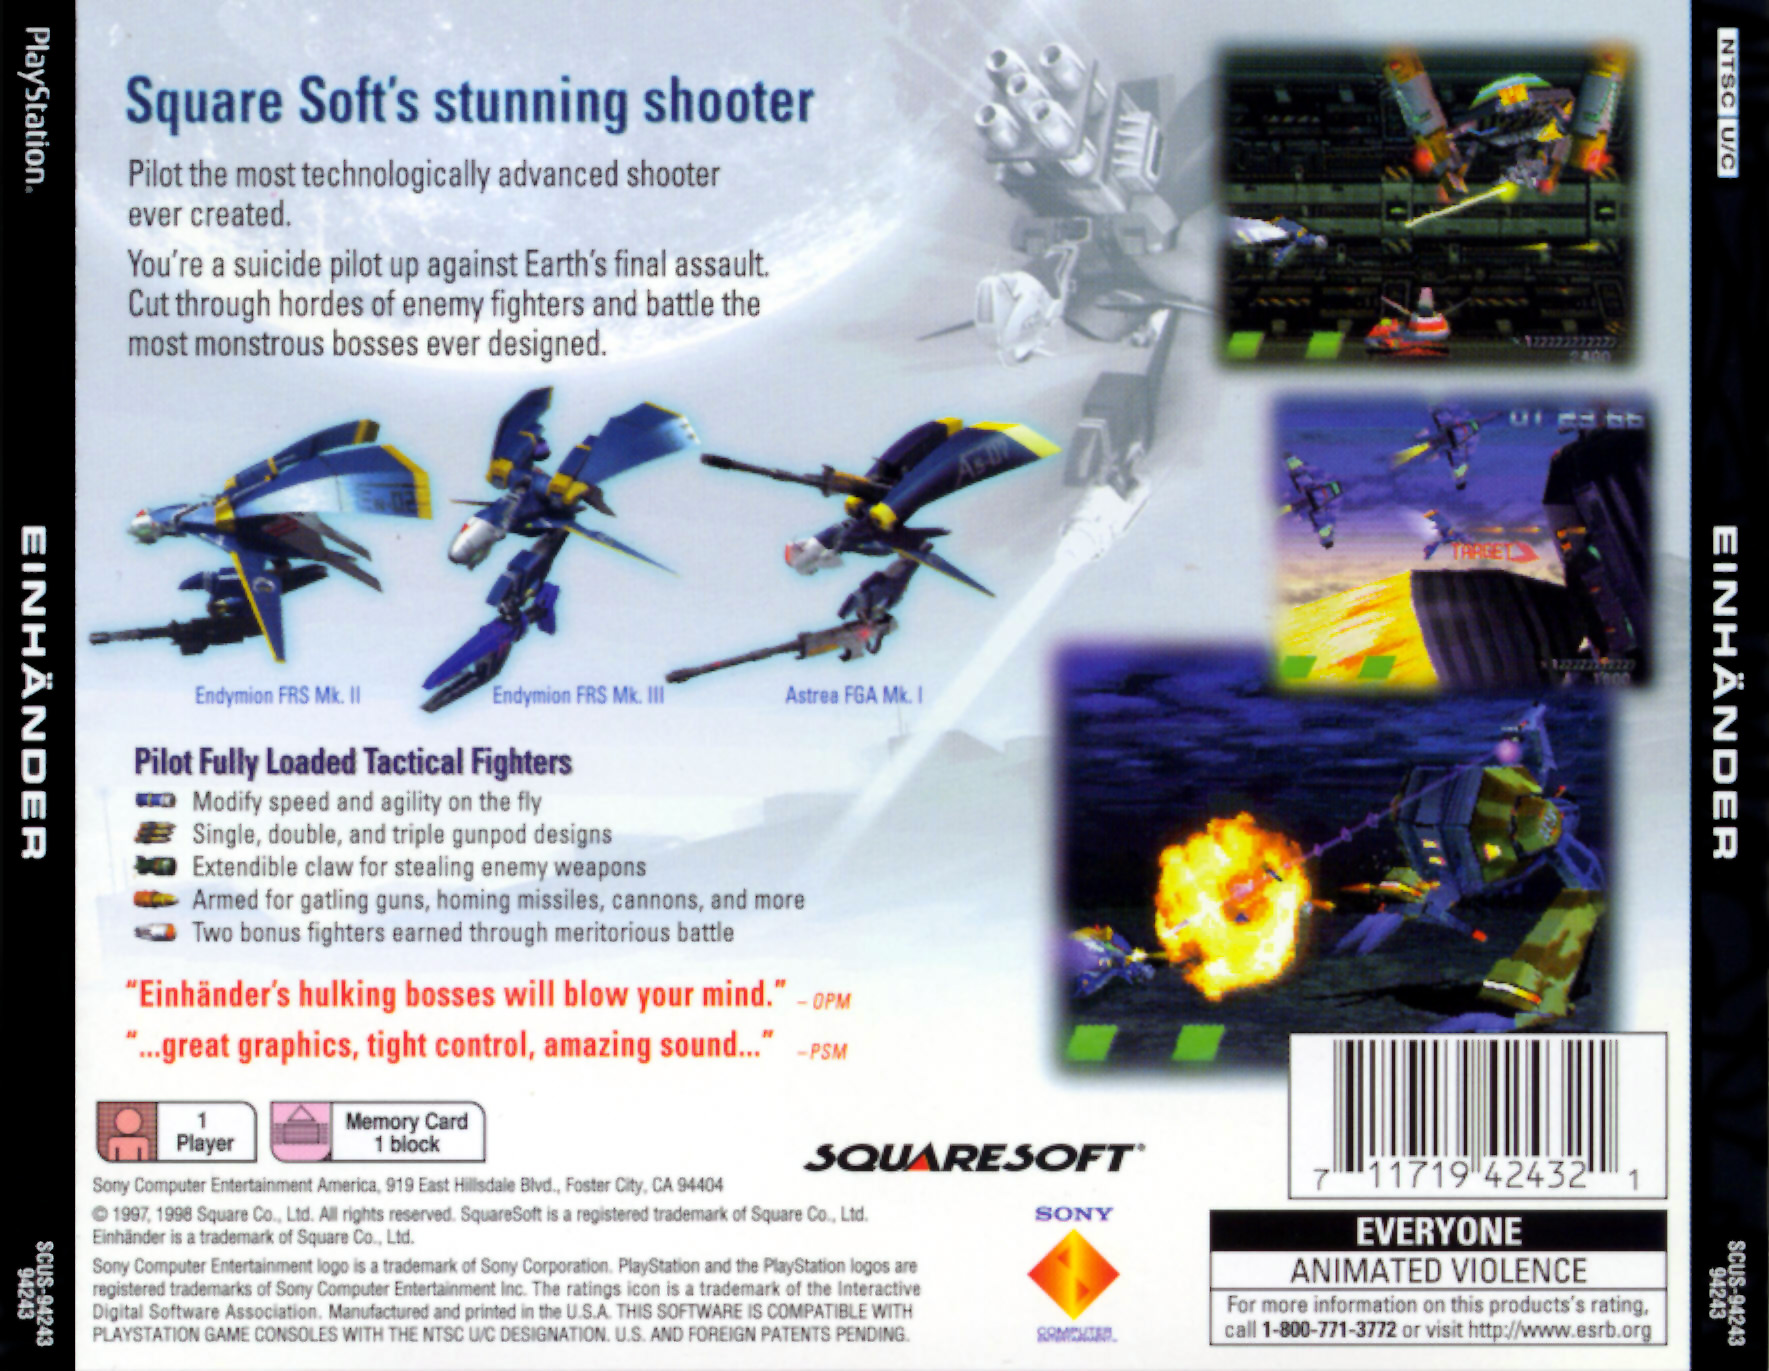 PlayStation®
EINHÄNDER
SCUS-94243
94243
Square Soft's stunning shooter
Pilot the most technologically advanced shooter
ever created.
You're a suicide pilot up against Earth's final assault.
Cut through hordes of enemy fighters and battle the
most monstrous bosses ever designed.
As-01
Endymion FRS Mk. II
Endymion FRS Mk. III
Astrea FGA Mk. I
TARGET
2400
Pilot Fully Loaded Tactical Fighters
Modify speed and agility on the fly
Single, double, and triple gunpod designs
Extendible claw for stealing enemy weapons
Armed for gatling guns, homing missiles, cannons, and more
Two bonus fighters earned through meritorious battle
"Einhänder's hulking bosses will blow your mind." – OPM
"...great graphics, tight control, amazing sound..." –PSM
1
Player
Memory Card
1 block
SQUARESOFT®
Sony Computer Entertainment America, 919 East Hillsdale Blvd., Foster City, CA 94404
© 1997, 1998 Square Co., Ltd. All rights reserved. SquareSoft is a registered trademark of Square Co., Ltd.
Einhänder is a trademark of Square Co., Ltd.
Sony Computer Entertainment logo is a trademark of Sony Corporation. PlayStation and the PlayStation logos are
registered trademarks of Sony Computer Entertainment Inc. The ratings icon is a trademark of the Interactive
Digital Software Association. Manufactured and printed in the U.S.A. THIS SOFTWARE IS COMPATIBLE WITH
PLAYSTATION GAME CONSOLES WITH THE NTSC U/C DESIGNATION. U.S. AND FOREIGN PATENTS PENDING.
SONY
COMPUTER
7 11719 42432 1
EVERYONE
ANIMATED VIOLENCE
For more information on this products's rating,
call 1-800-771-3772 or visit http://www.esrb.org
NTSC U/C
EINHÄNDER
SCUS-94243
94243